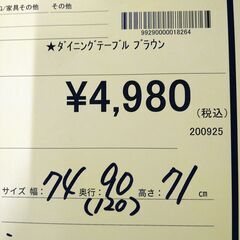 ﾕ/家具その他 その他
99290000018264
★ﾀﾞｲﾆﾝｸﾞﾃｰﾌﾞﾙ ﾌﾞﾗｳﾝ
¥4,980
(税込)
200925
サイズ 幅: 74 奥行: 90 高さ: 71 cm
(120)